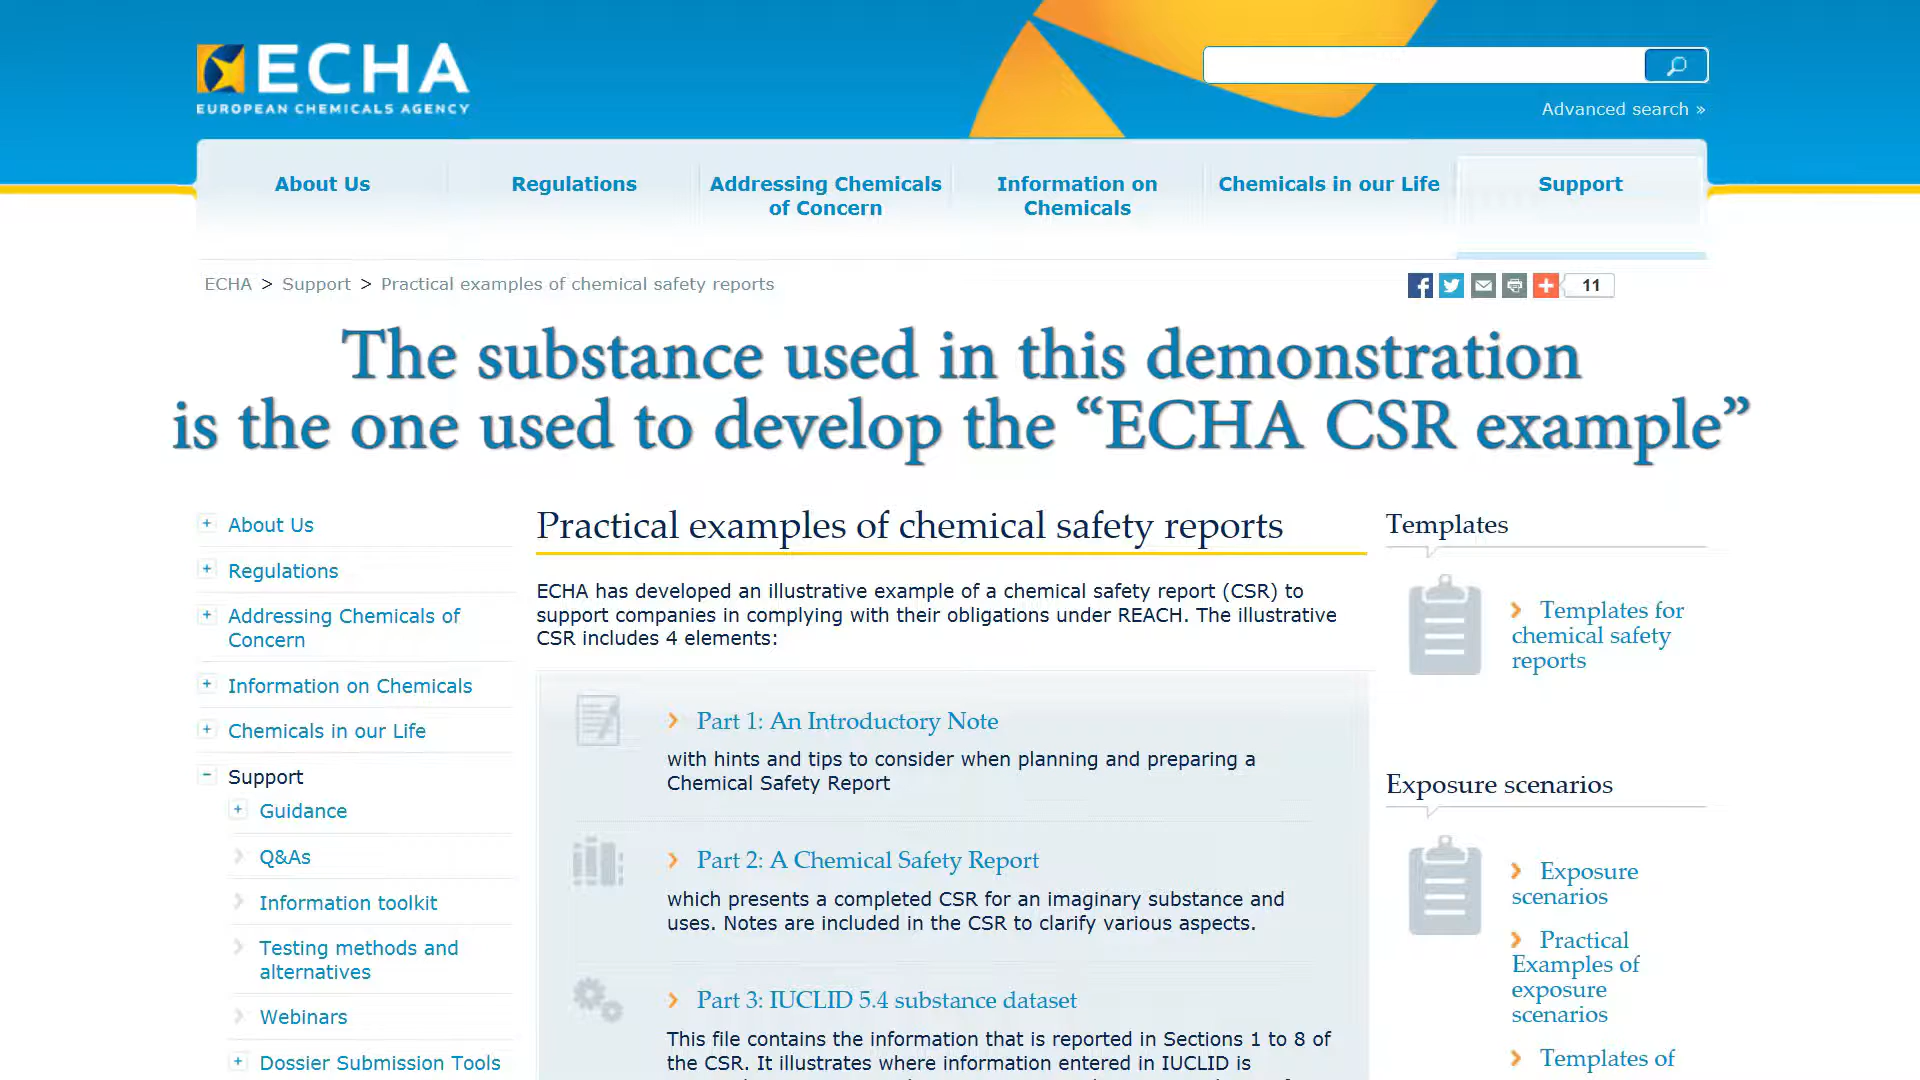 ECHA
EUROPEAN CHEMICALS AGENCY
Advanced search »
About Us
Regulations
Addressing Chemicals
of Concern
Information on
Chemicals
Chemicals in our Life
Support
ECHA > Support > Practical examples of chemical safety reports
11
The substance used in this demonstration
is the one used to develop the “ECHA CSR example”
About Us
Regulations
Addressing Chemicals of
Concern
Information on Chemicals
Chemicals in our Life
Support
Guidance
Q&As
Information toolkit
Testing methods and
alternatives
Webinars
Dossier Submission Tools
Practical examples of chemical safety reports
ECHA has developed an illustrative example of a chemical safety report (CSR) to
support companies in complying with their obligations under REACH. The illustrative
CSR includes 4 elements:
Part 1: An Introductory Note
with hints and tips to consider when planning and preparing a
Chemical Safety Report
Part 2: A Chemical Safety Report
which presents a completed CSR for an imaginary substance and
uses. Notes are included in the CSR to clarify various aspects.
Part 3: IUCLID 5.4 substance dataset
This file contains the information that is reported in Sections 1 to 8 of
the CSR. It illustrates where information entered in IUCLID is
Templates
Templates for
chemical safety
reports
Exposure scenarios
Exposure
scenarios
Practical
Examples of
exposure
scenarios
Templates of